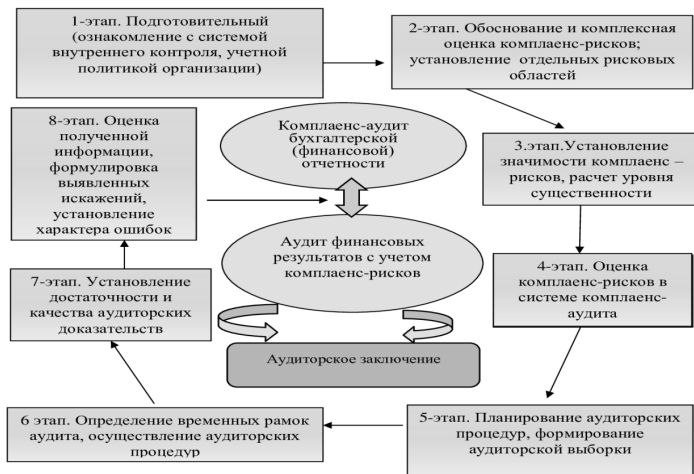 1-этап. Подготовительный
(ознакомление с системой
внутреннего контроля, учетной
политикой организации)
2-этап. Обоснование и комплексная
оценка комплаенс-рисков;
установление отдельных рисковых
областей
3.этап.Установление
значимости комплаенс –
рисков, расчет уровня
существенности
4-этап. Оценка
комплаенс-рисков в
системе комплаенс-
аудита
5-этап. Планирование аудиторских
процедур, формирование
аудиторской выборки
6 этап. Определение временных рамок
аудита, осуществление аудиторских
процедур
7-этап. Установление
достаточности и
качества аудиторских
доказательств
8-этап. Оценка
полученной
информации,
формулировка
выявленных
искажений,
установление
характера ошибок
Комплаенс-аудит
бухгалтерской
(финансовой)
отчетности
Аудит финансовых
результатов с учетом
комплаенс-рисков
Аудиторское заключение